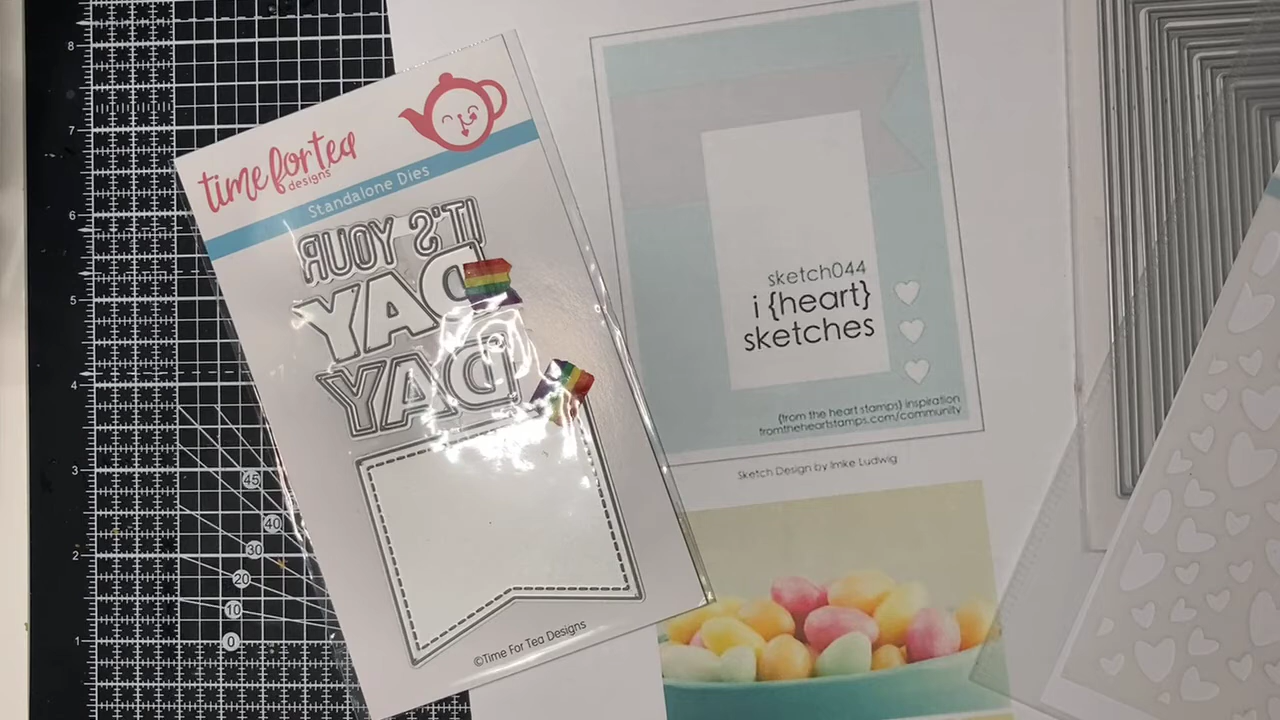 time for tea
designs
Standalone Dies
IT'S YOUR
DAY
DAY
©Time For Tea Designs
sketch044
i {heart}
sketches
{from the heart stamps} inspiration
fromtheheartstamps.com/community
Sketch Design by Imke Ludwig
8
7
6
5
4
3
2
1
45
40
30
20
10
0